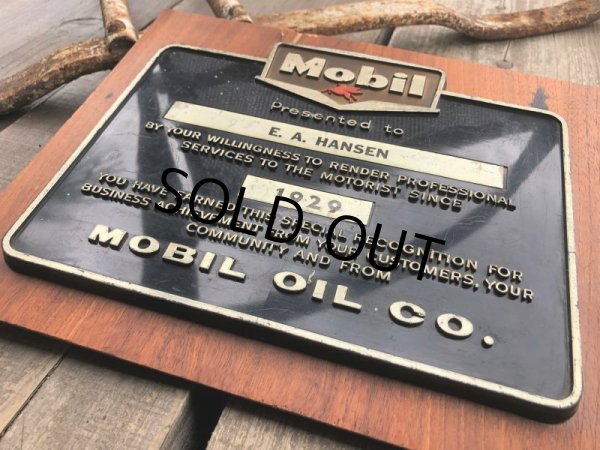 Mobil
Presented to
E. A. HANSEN
BY YOUR WILLINGNESS TO RENDER PROFESSIONAL
SERVICES TO THE MOTORIST SINCE
1929
YOU HAVE EARNED THIS SPECIAL RECOGNITION FOR
BUSINESS ACHIEVEMENT FROM YOUR CUSTOMERS, YOUR
COMMUNITY AND FROM
MOBIL OIL CO.
SOLD OUT